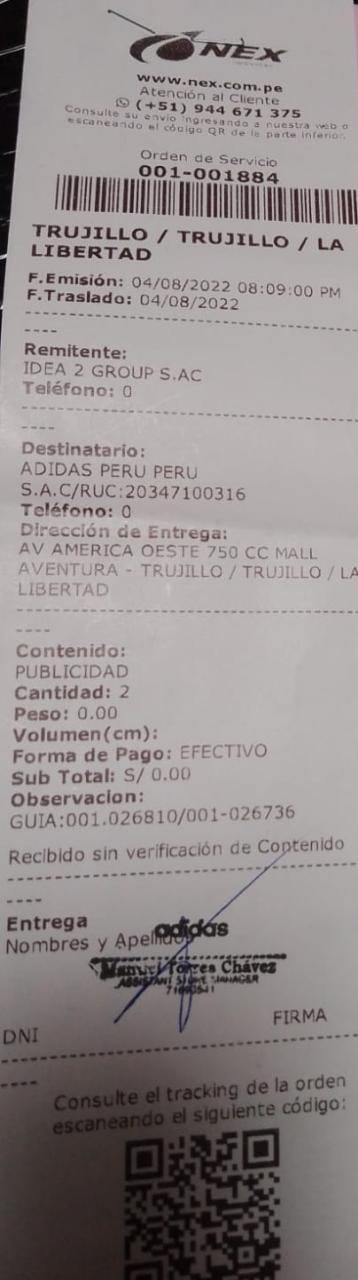 NEX
www.nex.com.pe
Atención al Cliente
(+51) 944 671 375
Consulte su envío ingresando a nuestra web o
escaneando el código QR de la parte inferior.
Orden de Servicio
001-001884
TRUJILLO / TRUJILLO / LA
LIBERTAD
F.Emisión: 04/08/2022 08:09:00 PM
F.Traslado: 04/08/2022
----
Remitente:
IDEA 2 GROUP S.AC
Teléfono: 0
----
Destinatario:
ADIDAS PERU PERU
S.A.C/RUC:20347100316
Teléfono: 0
Dirección de Entrega:
AV AMERICA OESTE 750 CC MALL
AVENTURA - TRUJILLO / TRUJILLO / LA
LIBERTAD
----
Contenido:
PUBLICIDAD
Cantidad: 2
Peso: 0.00
Volumen(cm):
Forma de Pago: EFECTIVO
Sub Total: S/ 0.00
Observacion:
GUIA:001.026810/001-026736
Recibido sin verificación de Contenido
----
Entrega
adidas
Nombres y Apellidos
Manuel Torres Chávez
ASSISTANT STORE MANAGER
FIRMA
DNI
----
Consulte el tracking de la orden
escaneando el siguiente código: